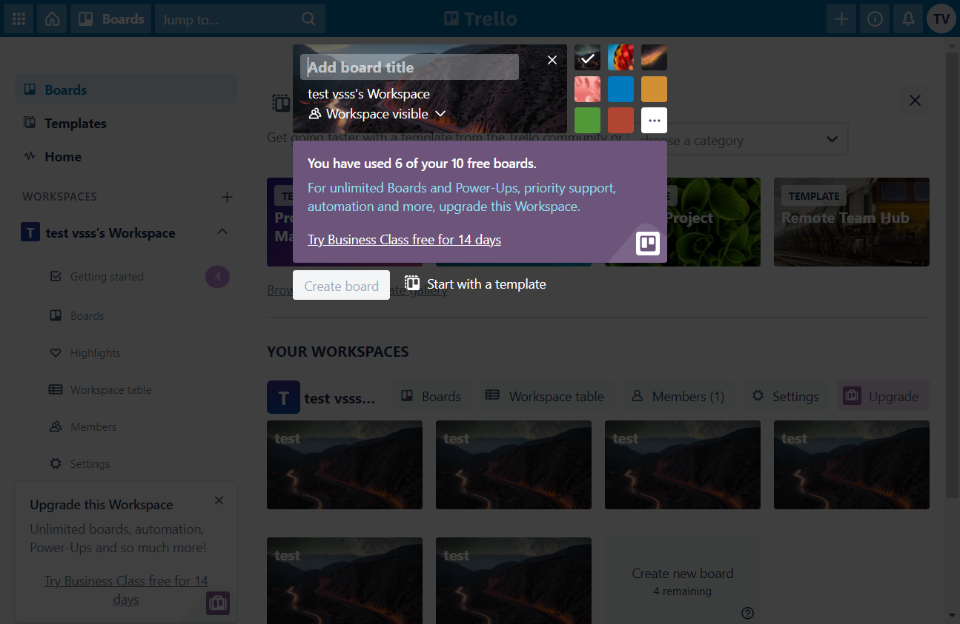 Boards
Jump to...
Trello
TV
Add board title
test vsss's Workspace
Workspace visible
Boards
Templates
Home
WORKSPACES
test vsss's Workspace
T
Getting started
4
Boards
Highlights
Workspace table
Members
Settings
Upgrade this Workspace
Unlimited boards, automation,
Power-Ups and so much more!
Try Business Class free for 14
days
Get going faster with a template from the Trello community or
choose a category
You have used 6 of your 10 free boards.
For unlimited Boards and Power-Ups, priority support,
automation and more, upgrade this Workspace.
Try Business Class free for 14 days
Project
TEMPLATE
Remote Team Hub
Create board
Start with a template
gallery
YOUR WORKSPACES
T
test vsss...
Boards
Workspace table
Members (1)
Settings
Upgrade
test
test
test
test
test
test
Create new board
4 remaining